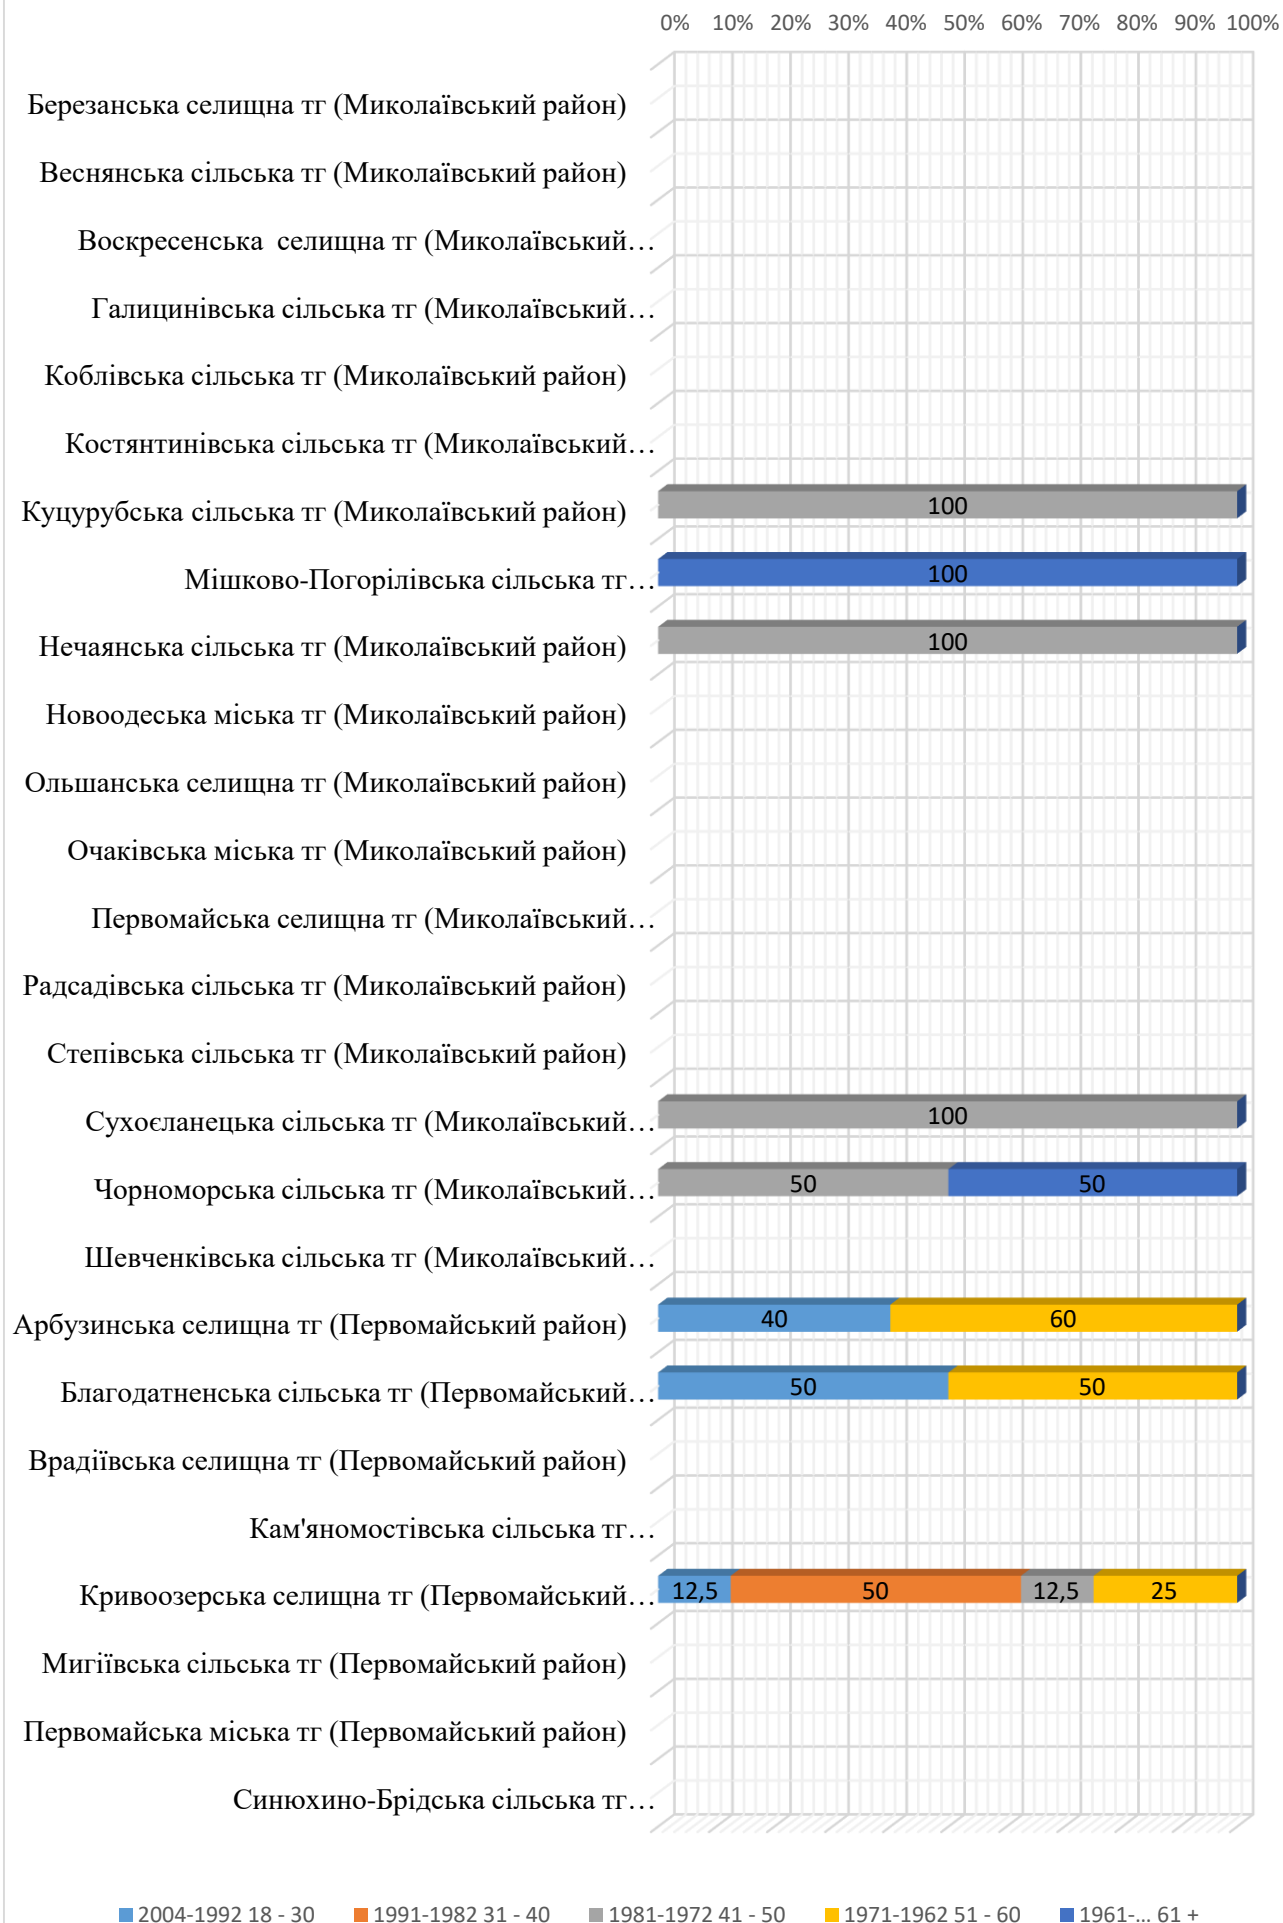 0% 10% 20% 30% 40% 50% 60% 70% 80% 90% 100%
Березанська селищна тг (Миколаївський район)
Веснянська сільська тг (Миколаївський район)
Воскресенська  селищна тг (Миколаївський…
Галицинівська сільська тг (Миколаївський…
Коблівська сільська тг (Миколаївський район)
Костянтинівська сільська тг (Миколаївський…
Куцурубська сільська тг (Миколаївський район) 100
Мішково-Погорілівська сільська тг… 100
Нечаянська сільська тг (Миколаївський район) 100
Новоодеська міська тг (Миколаївський район)
Ольшанська селищна тг (Миколаївський район)
Очаківська міська тг (Миколаївський район)
Первомайська селищна тг (Миколаївський…
Радсадівська сільська тг (Миколаївський район)
Степівська сільська тг (Миколаївський район)
Сухоєланецька сільська тг (Миколаївський… 100
Чорноморська сільська тг (Миколаївський… 50 50
Шевченківська сільська тг (Миколаївський…
Арбузинська селищна тг (Первомайський район) 40 60
Благодатненська сільська тг (Первомайський… 50 50
Врадіївська селищна тг (Первомайський район)
Кам'яномостівська сільська тг…
Кривоозерська селищна тг (Первомайський… 12,5 50 12,5 25
Мигіївська сільська тг (Первомайський район)
Первомайська міська тг (Первомайський район)
Синюхино-Брідська сільська тг…
2004-1992 18 - 30 1991-1982 31 - 40 1981-1972 41 - 50 1971-1962 51 - 60 1961-... 61 +